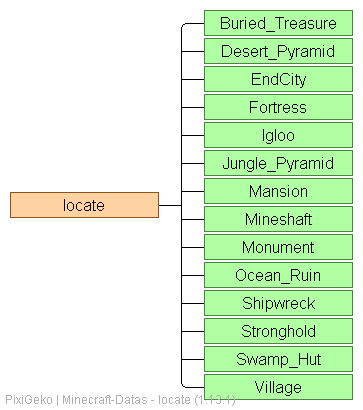 Buried_Treasure
Desert_Pyramid
EndCity
Fortress
Igloo
Jungle_Pyramid
Mansion
locate
Mineshaft
Monument
Ocean_Ruin
Shipwreck
Stronghold
Swamp_Hut
Village
PixiGeko | Minecraft-Datas - locate (1.13.1)